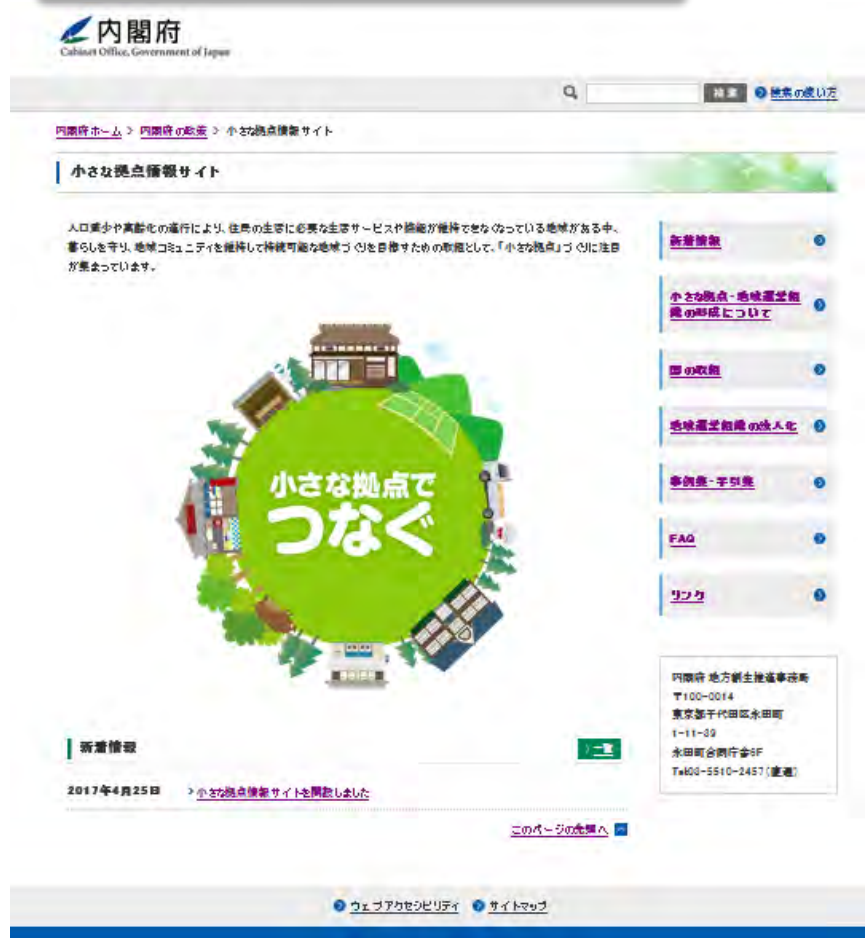 内閣府
Cabinet Office, Government of Japan
検索 検索の使い方
内閣府ホーム > 内閣府の政策 > 小さな拠点情報サイト
小さな拠点情報サイト
人口減少や高齢化の進行により、住民の生活に必要な生活サービスや機能が維持できなくなっている地域がある中、
暮らしを守り、地域コミュニティを維持して持続可能な地域づくりを目指すための取組として、「小さな拠点」づくりに注目
が集まっています。
小さな拠点で
つなぐ
新着情報
一覧
2017年4月25日 小さな拠点情報サイトを開設しました
このページの先頭へ
新着情報
小さな拠点・地域運営組
織の形成について
国の取組
地域運営組織の法人化
事例集・手引集
FAQ
リンク
内閣府 地方創生推進事務局
〒100-0014
東京都千代田区永田町
1-11-39
永田町合同庁舎6F
Tel03-5510-2457(直通)
ウェブアクセシビリティ サイトマップ